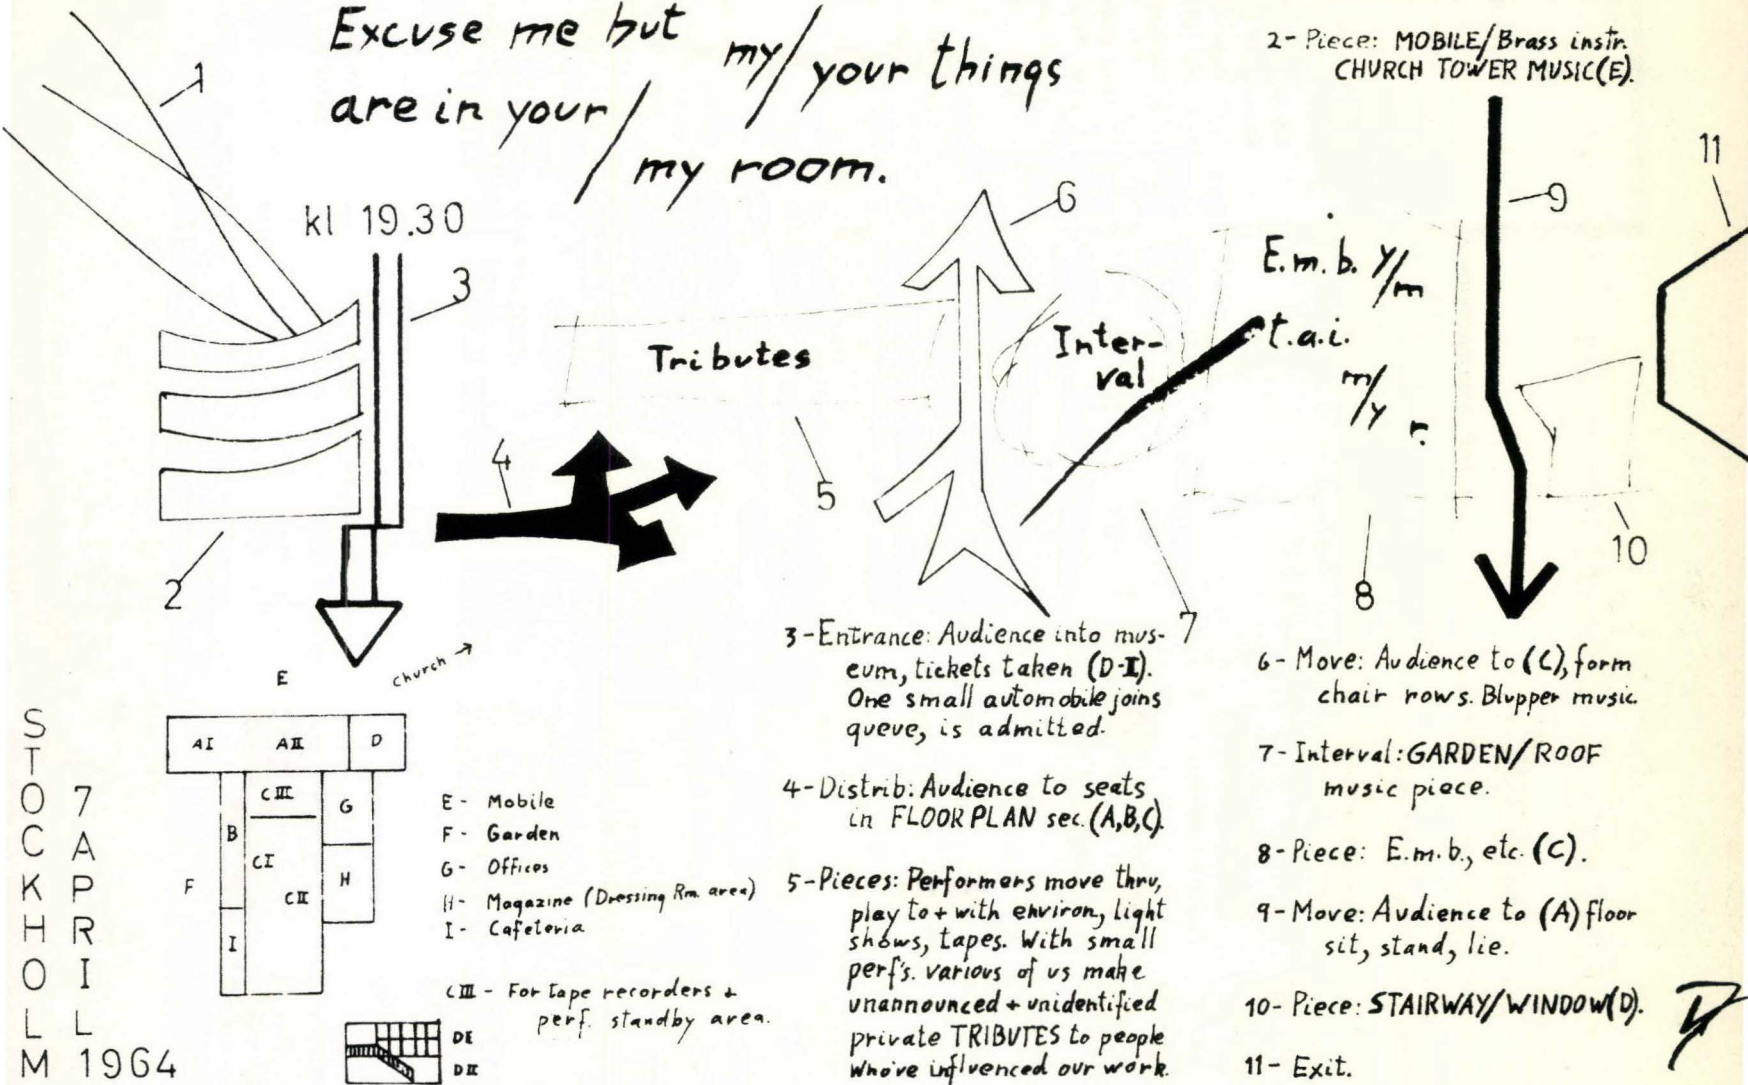 Excuse me but my/your things
are in your/
my room.
2- Piece: MOBILE/Brass instr.
CHURCH TOWER MUSIC(E).
1
kl 19.30
3
6
9
11
Tributes
Inter-
val
E.m.b. y/m
t.a.i.
m/y r.
4
5
2
7
8
10
church
E
AI
AII
D
CIII
G
B
CI
H
F
CII
I
E- Mobile
F- Garden
G- Offices
H- Magazine (Dressing Rm. area)
I- Cafeteria
CIII - For tape recorders +
perf. standby area.
DE
DII
STOCKHOLM
7 APRIL
1964
3-Entrance: Audience into mus-
eum, tickets taken (D-I).
One small automobile joins
queue, is admitted.
4-Distrib: Audience to seats
in FLOOR PLAN sec. (A,B,C).
5-Pieces: Performers move thru,
play to + with environ, light
shows, tapes. With small
perf's. various of us make
unannounced + unidentified
private TRIBUTES to people
who've influenced our work.
6- Move: Audience to (C), form
chair rows. Blupper music.
7-Interval: GARDEN/ROOF
music piece.
8-Piece: E.m.b., etc. (C).
9-Move: Audience to (A) floor
sit, stand, lie.
10-Piece: STAIRWAY/WINDOW(D).
11- Exit.